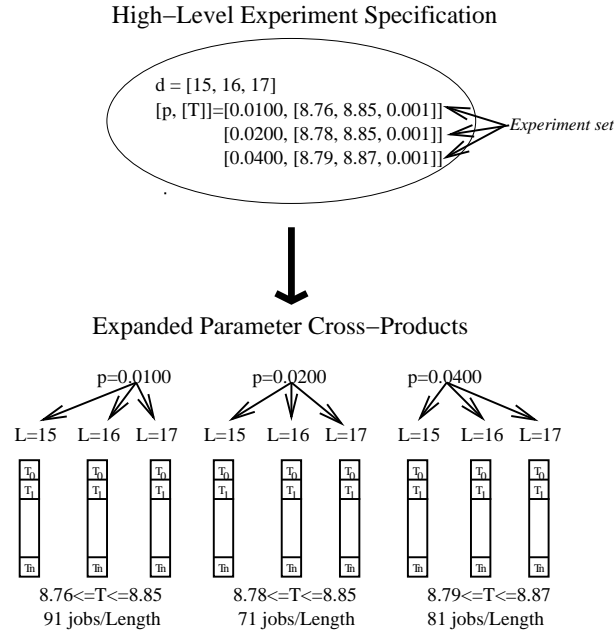 High–Level Experiment Specification
d = [15, 16, 17]
[p, [T]]=[0.0100, [8.76, 8.85, 0.001]]
[0.0200, [8.78, 8.85, 0.001]]
[0.0400, [8.79, 8.87, 0.001]]
Experiment set
.
Expanded Parameter Cross–Products
p=0.0100 p=0.0200 p=0.0400
L=15 L=16 L=17 L=15 L=16 L=17 L=15 L=16 L=17
T0 T0 T0 T0 T0 T0 T0 T0 T0
T1 T1 T1 T1 T1 T1 T1 T1 T1
Tn Tn Tn Tn Tn Tn Tn Tn Tn
8.76<=T<=8.85 8.78<=T<=8.85 8.79<=T<=8.87
91 jobs/Length 71 jobs/Length 81 jobs/Length